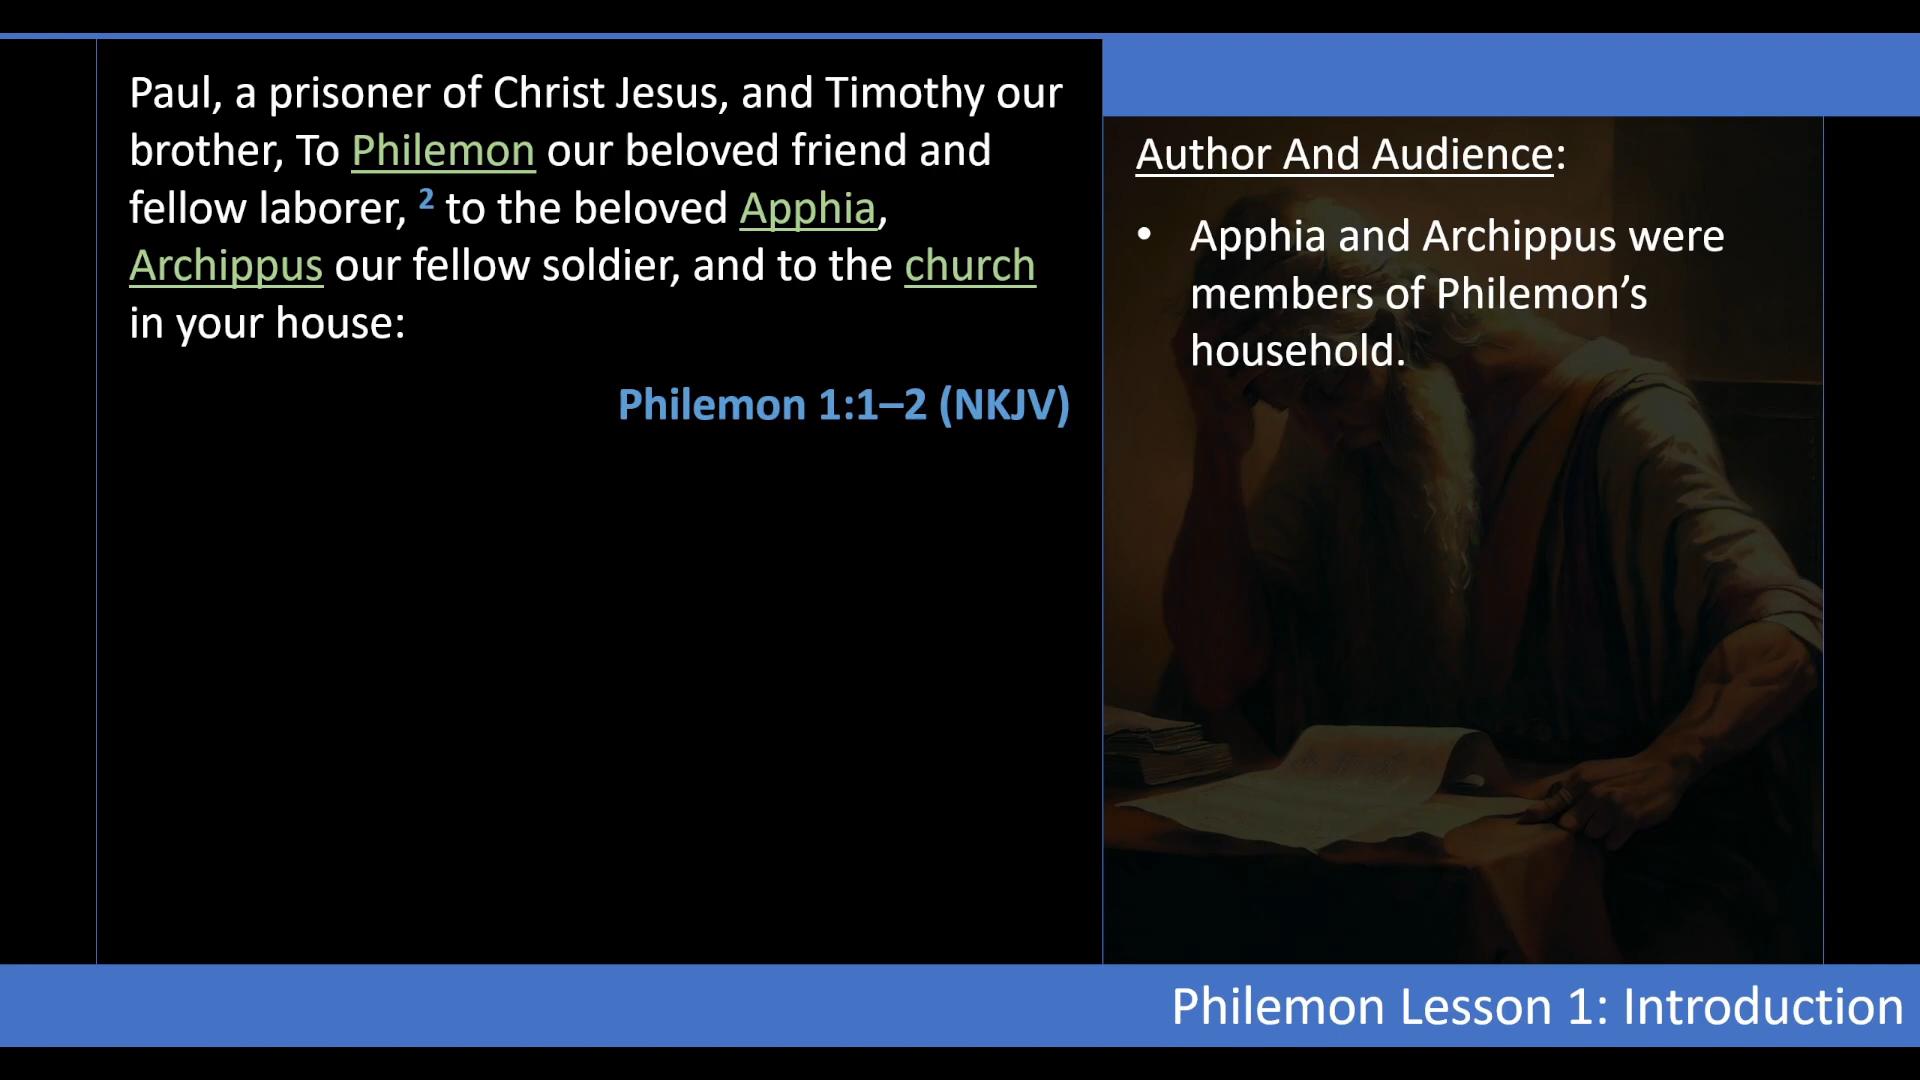 Paul, a prisoner of Christ Jesus, and Timothy our
brother, To Philemon our beloved friend and
fellow laborer, 2 to the beloved Apphia,
Archippus our fellow soldier, and to the church
in your house:
Philemon 1:1–2 (NKJV)
Author And Audience:
• Apphia and Archippus were
members of Philemon’s
household.
Philemon Lesson 1: Introduction